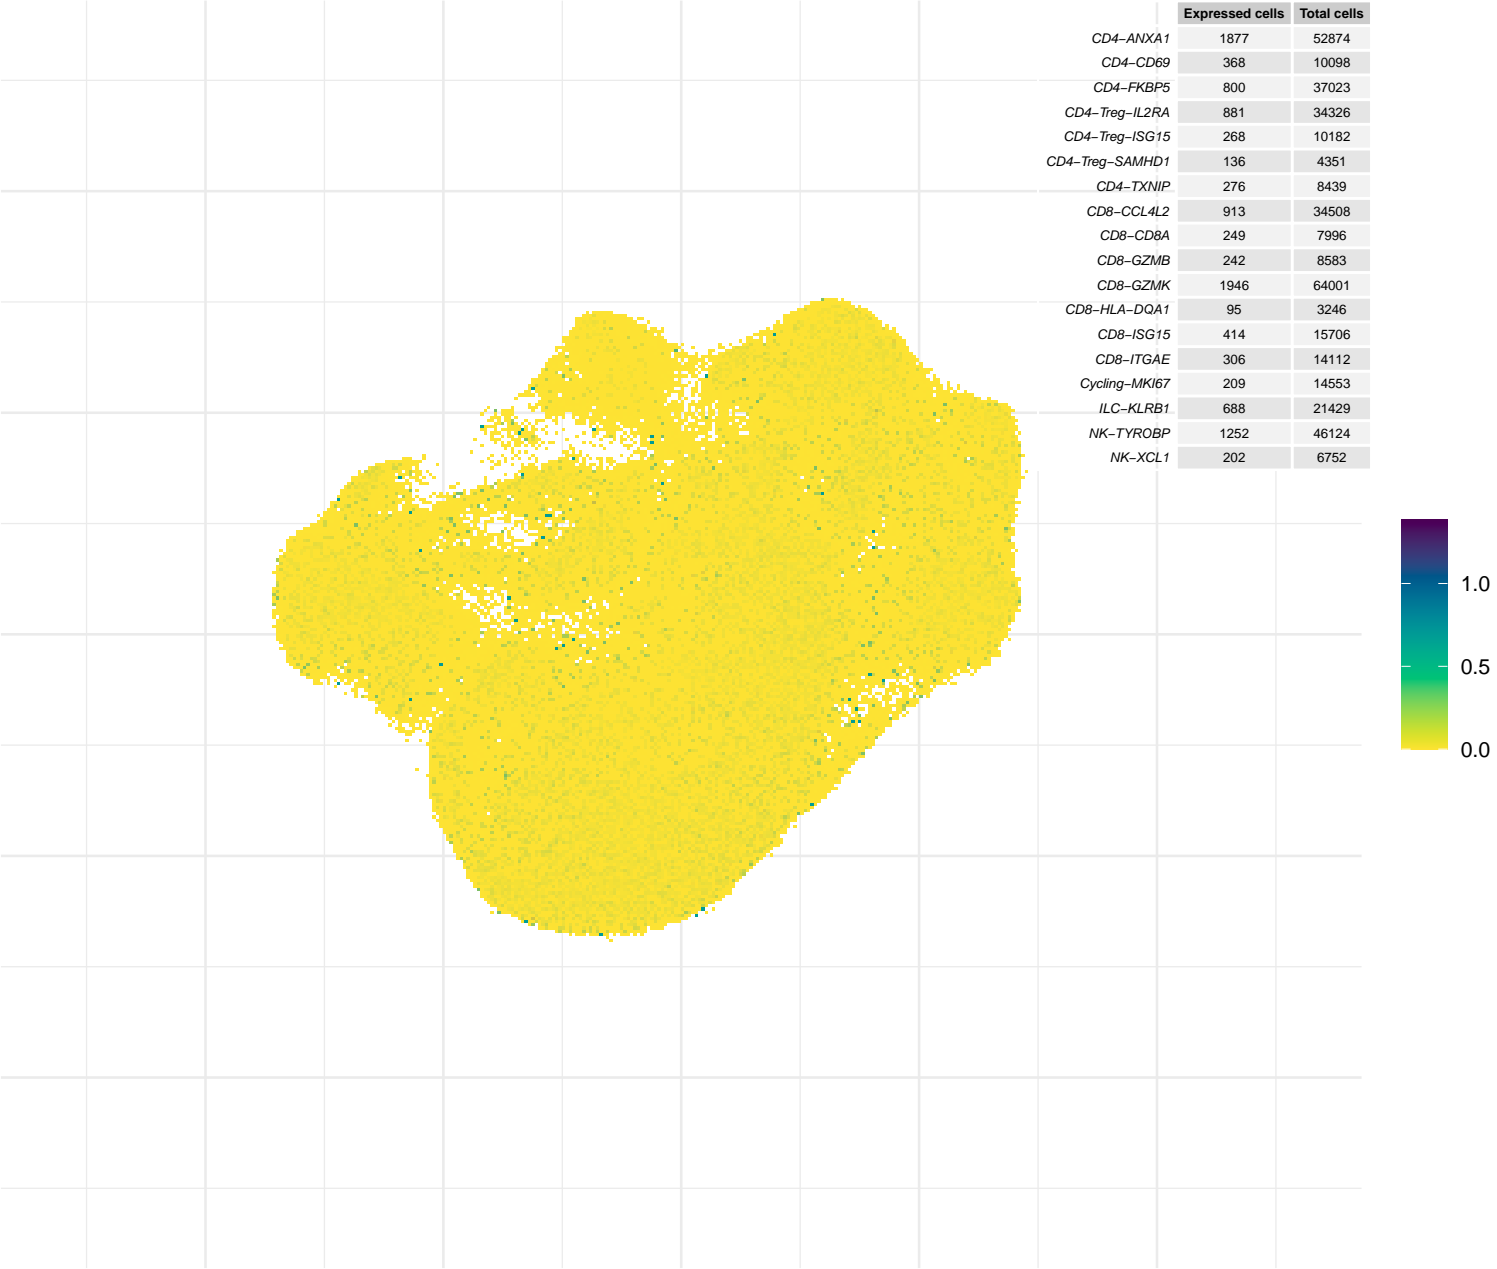 Expressed cells Total cells
CD4−ANXA1 1877 52874
CD4−CD69 368 10098
CD4−FKBP5 800 37023
CD4−Treg−IL2RA 881 34326
CD4−Treg−ISG15 268 10182
CD4−Treg−SAMHD1 136 4351
CD4−TXNIP 276 8439
CD8−CCL4L2 913 34508
CD8−CD8A 249 7996
CD8−GZMB 242 8583
CD8−GZMK 1946 64001
CD8−HLA−DQA1 95 3246
CD8−ISG15 414 15706
CD8−ITGAE 306 14112
Cycling−MKI67 209 14553
ILC−KLRB1 688 21429
NK−TYROBP 1252 46124
NK−XCL1 202 6752
1.0
0.5
0.0